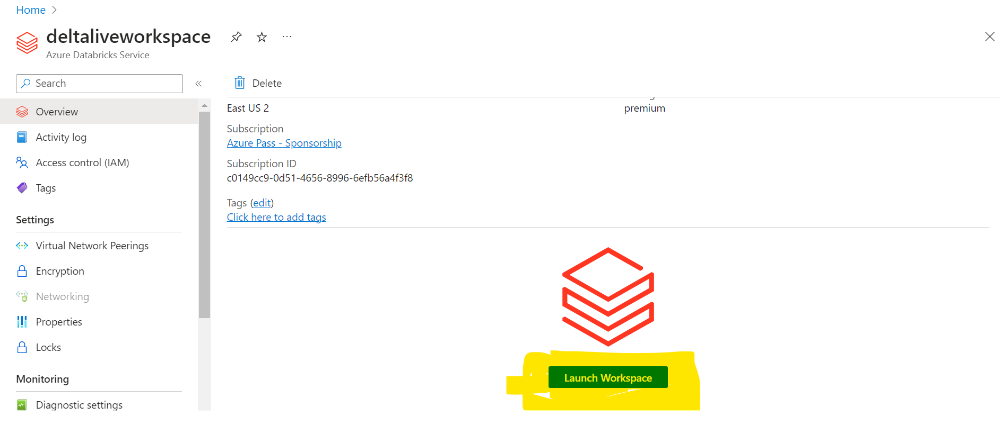 Home
deltaliveworkspace
Azure Databricks Service
Search
Delete
Overview
Activity log
Access control (IAM)
Tags
Settings
Virtual Network Peerings
Encryption
Networking
Properties
Locks
Monitoring
Diagnostic settings
East US 2
premium
Subscription
Azure Pass - Sponsorship
Subscription ID
c0149cc9-0d51-4656-8996-6efb56a4f3f8
Tags (edit)
Click here to add tags
Launch Workspace